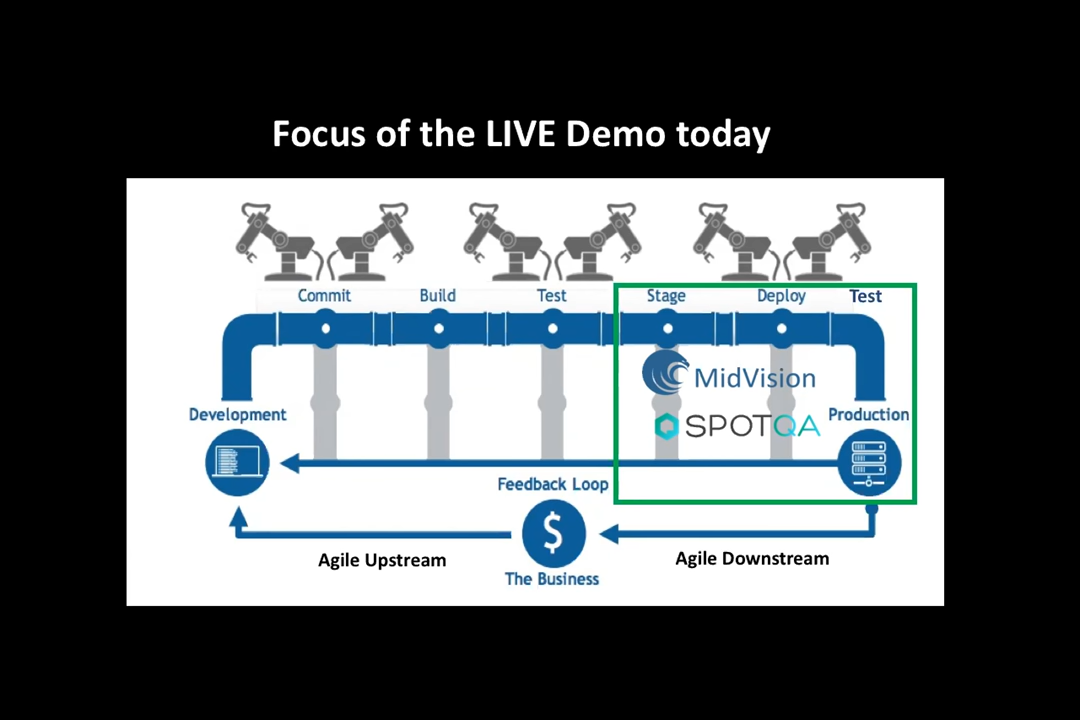 Focus of the LIVE Demo today
Commit
Build
Test
Stage
Deploy
Test
MidVision
SPOTQA
Development
Production
Feedback Loop
$
Agile Upstream
Agile Downstream
The Business